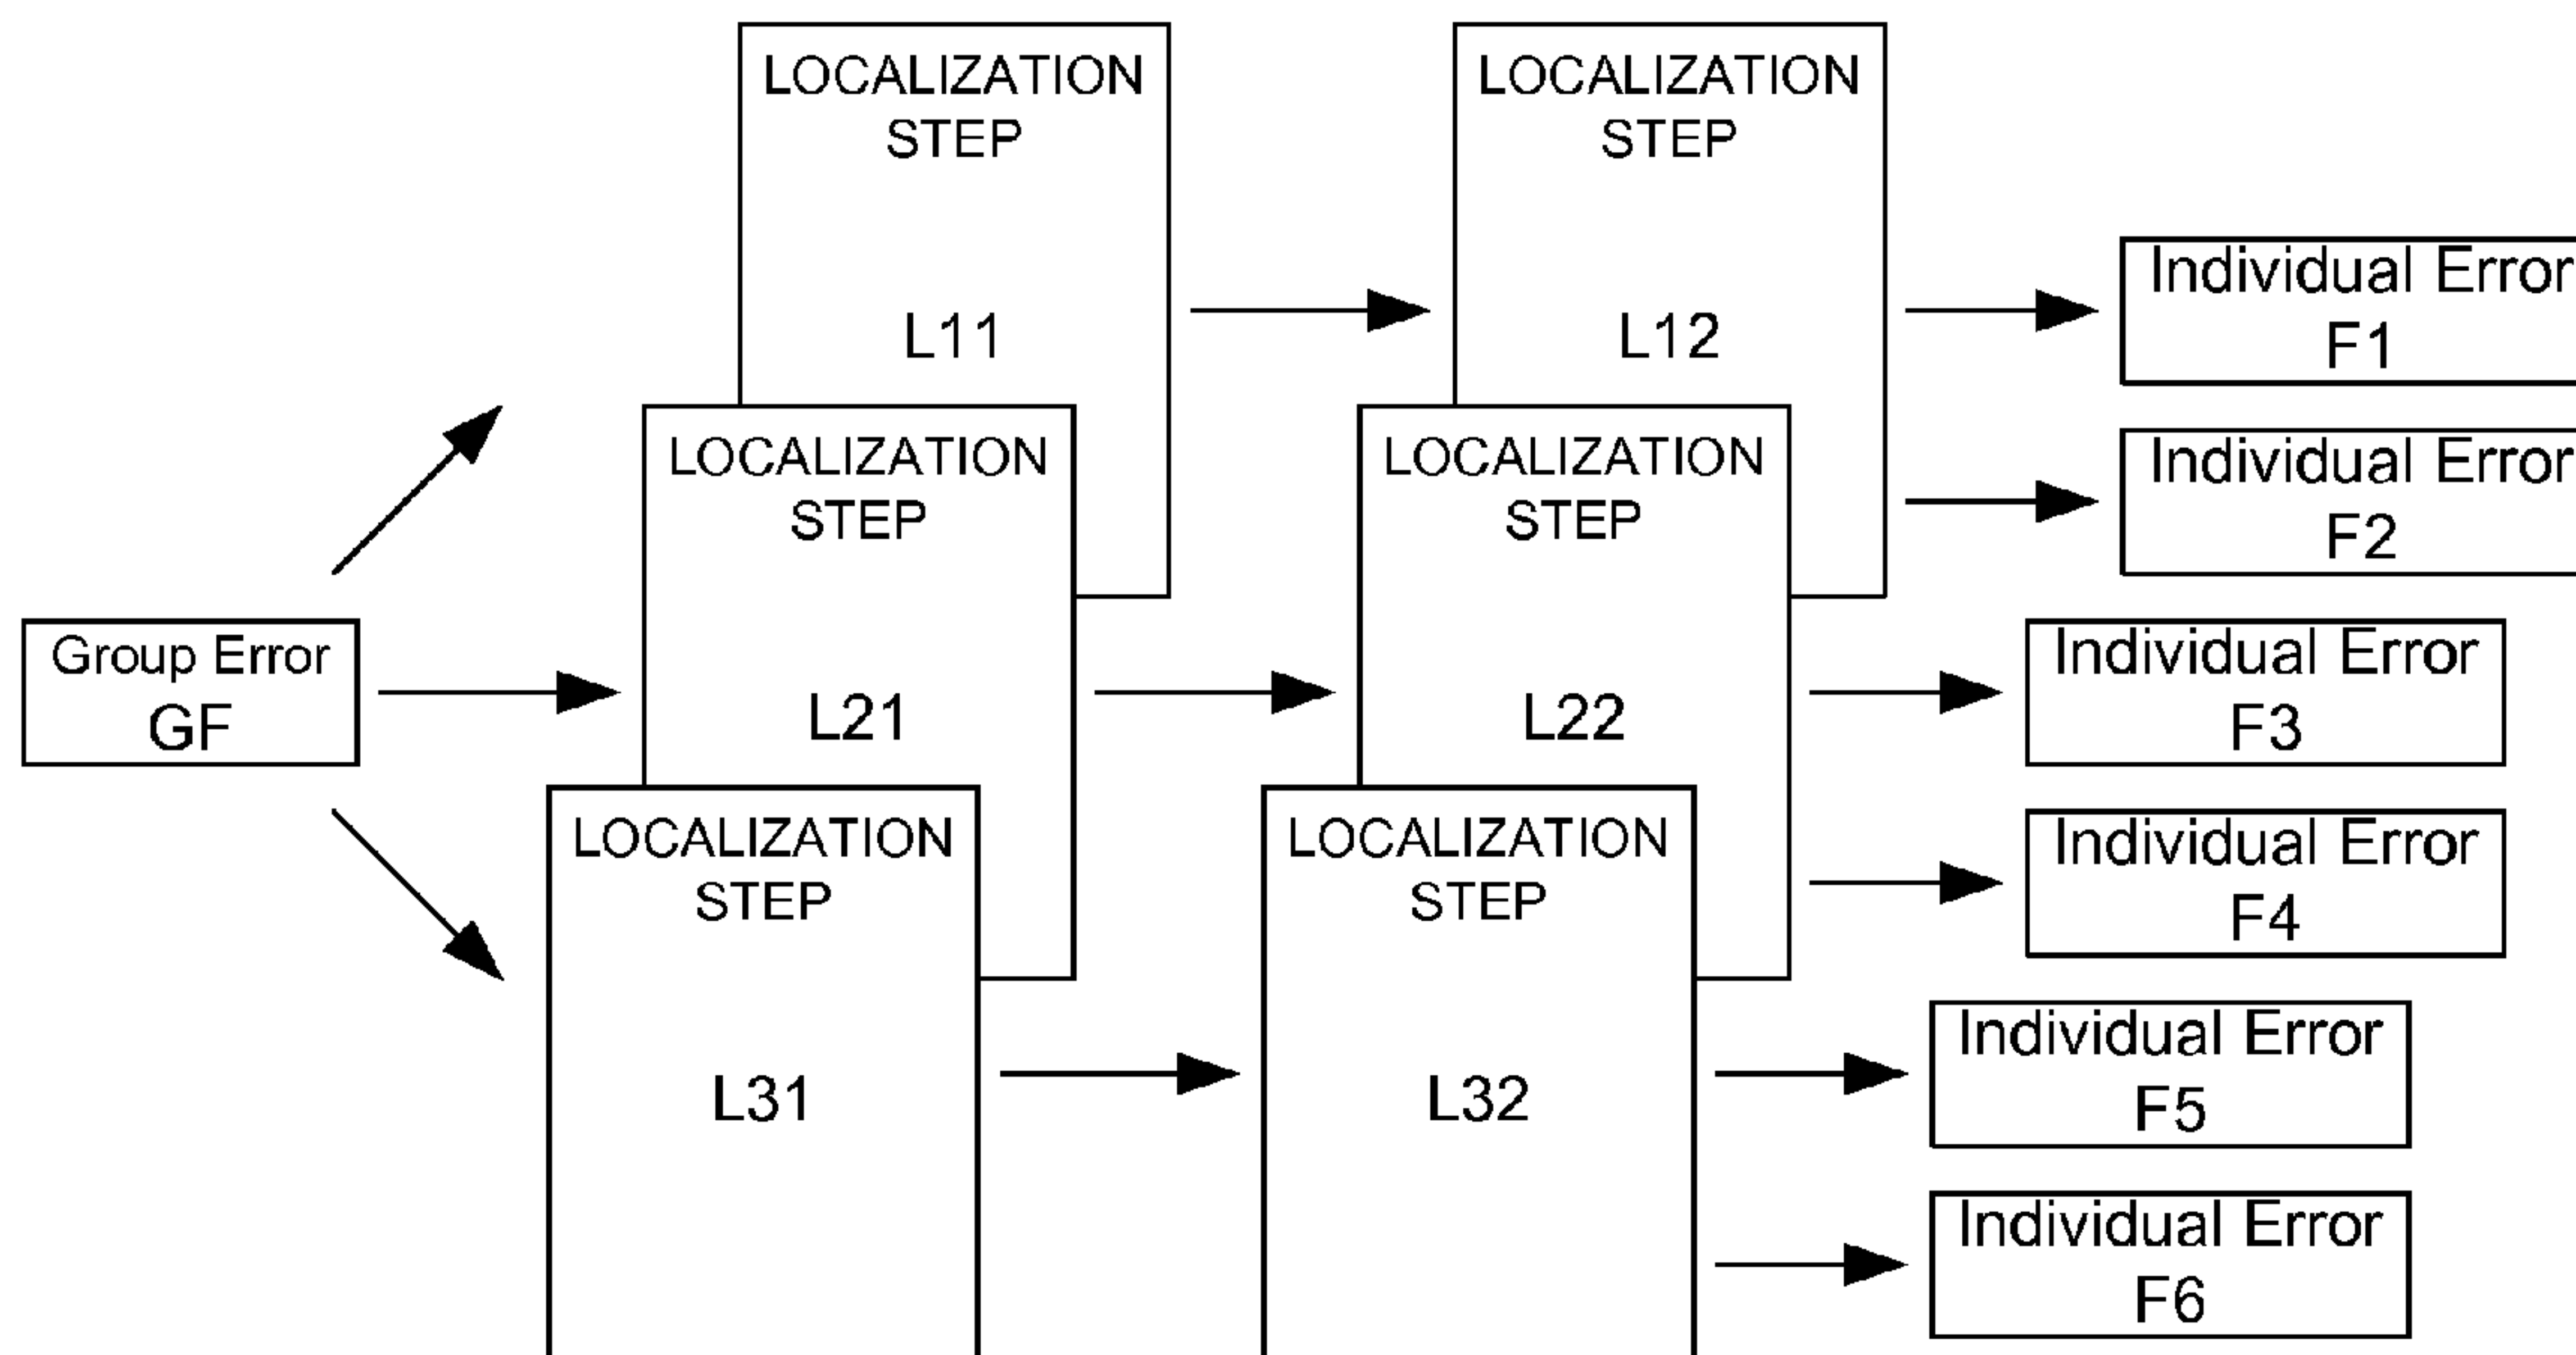 LOCALIZATION
STEP
L11
LOCALIZATION
STEP
L12
Individual Error
F1
Individual Error
F2
LOCALIZATION
STEP
L21
LOCALIZATION
STEP
L22
Group Error
GF
Individual Error
F3
Individual Error
F4
LOCALIZATION
STEP
L31
LOCALIZATION
STEP
L32
Individual Error
F5
Individual Error
F6